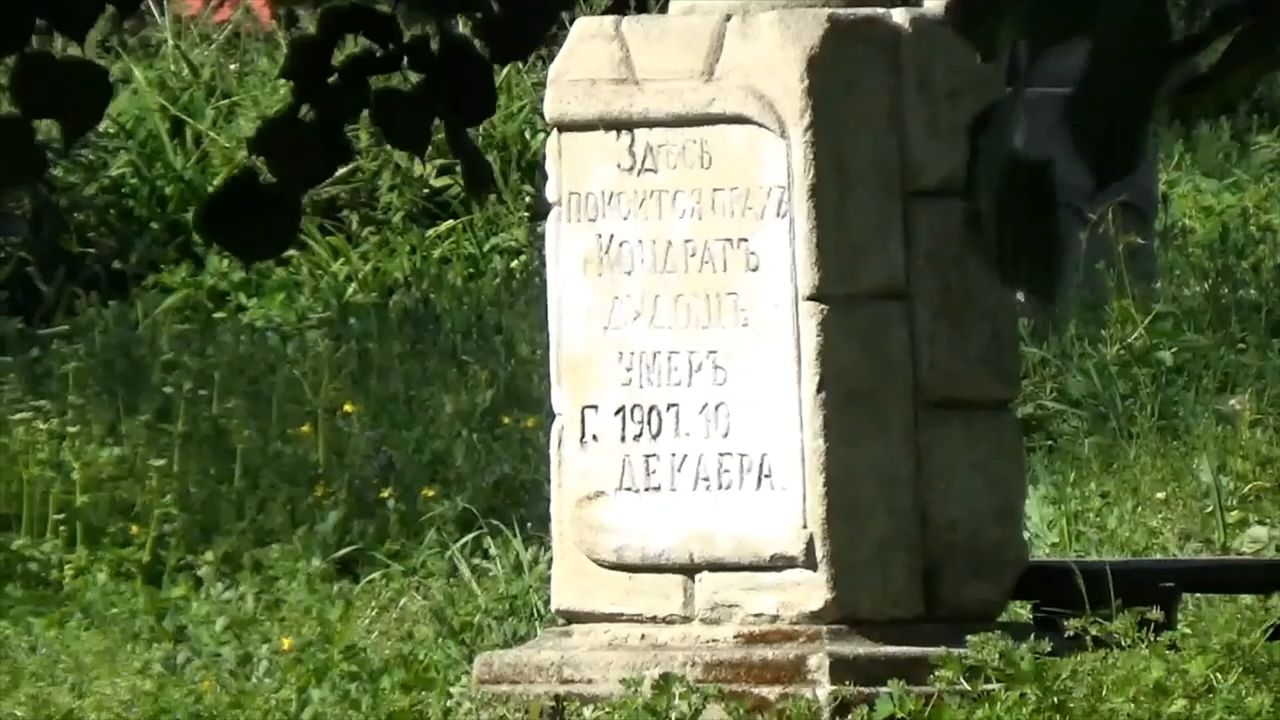 Здѣсь
покоится прахъ
Кондратъ
умеръ
г. 1907. 10
декабра.